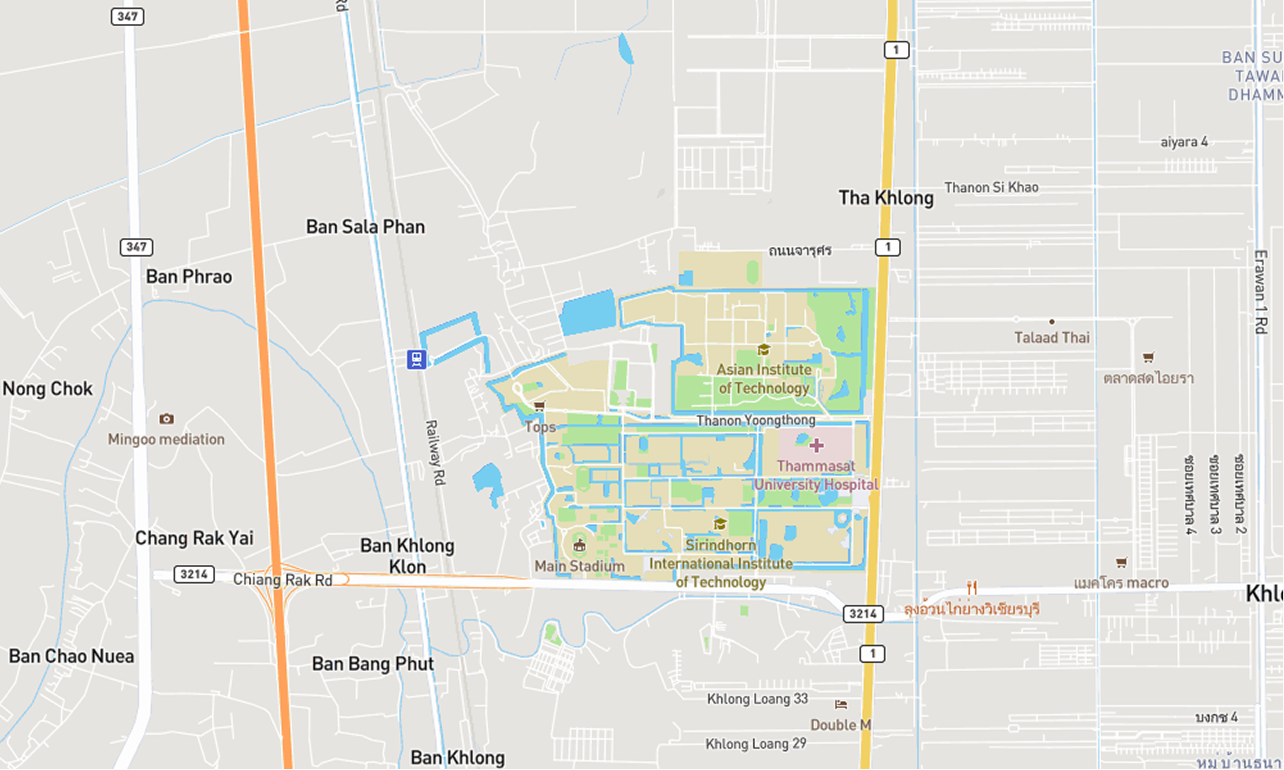 Rd
347
1
BAN SU
TAWA
DHAMM
aiyara 4
Thanon Si Khao
Tha Khlong
Ban Sala Phan
347
1
ถนนจารุศร
Ban Phrao
Erawan 1 Rd
Talaad Thai
Asian Institute
of Technology
ตลาดสดไอยรา
Nong Chok
Mingoo mediation
Tops
Thanon Yoongthong
Railway Rd
Thammasat
University Hospital
ซอยเทศบาล 4
ซอยเทศบาล 3
ซอยเทศบาล 2
Chang Rak Yai
Ban Khlong
Klon
Sirindhorn
International Institute
of Technology
Main Stadium
3214
Chiang Rak Rd
แมคโคร macro
Khl
ลุงอ้วนไก่ย่างวิเชียรบุรี
3214
1
Ban Chao Nuea
Ban Bang Phut
Khlong Loang 33
Double M
บงกช 4
Khlong Loang 29
Ban Khlong
หมู่บ้านธนา